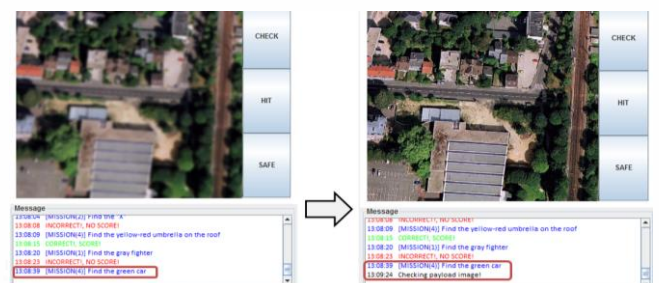 CHECK
HIT
SAFE
Message
13:08:04 [MISSION(2)] Find the 'X'
13:08:08 INCORRECT!, NO SCORE!
13:08:09 [MISSION(4)] Find the yellow-red umbrella on the roof
13:08:15 CORRECT!, SCORE!
13:08:20 [MISSION(1)] Find the gray fighter
13:08:23 INCORRECT!, NO SCORE!
13:08:39 [MISSION(4)] Find the green car
CHECK
HIT
SAFE
Message
13:08:08 INCORRECT!, NO SCORE!
13:08:09 [MISSION(4)] Find the yellow-red umbrella on the roof
13:08:15 CORRECT!, SCORE!
13:08:20 [MISSION(1)] Find the gray fighter
13:08:23 INCORRECT!, NO SCORE!
13:08:39 [MISSION(4)] Find the green car
13:09:24 Checking payload image!